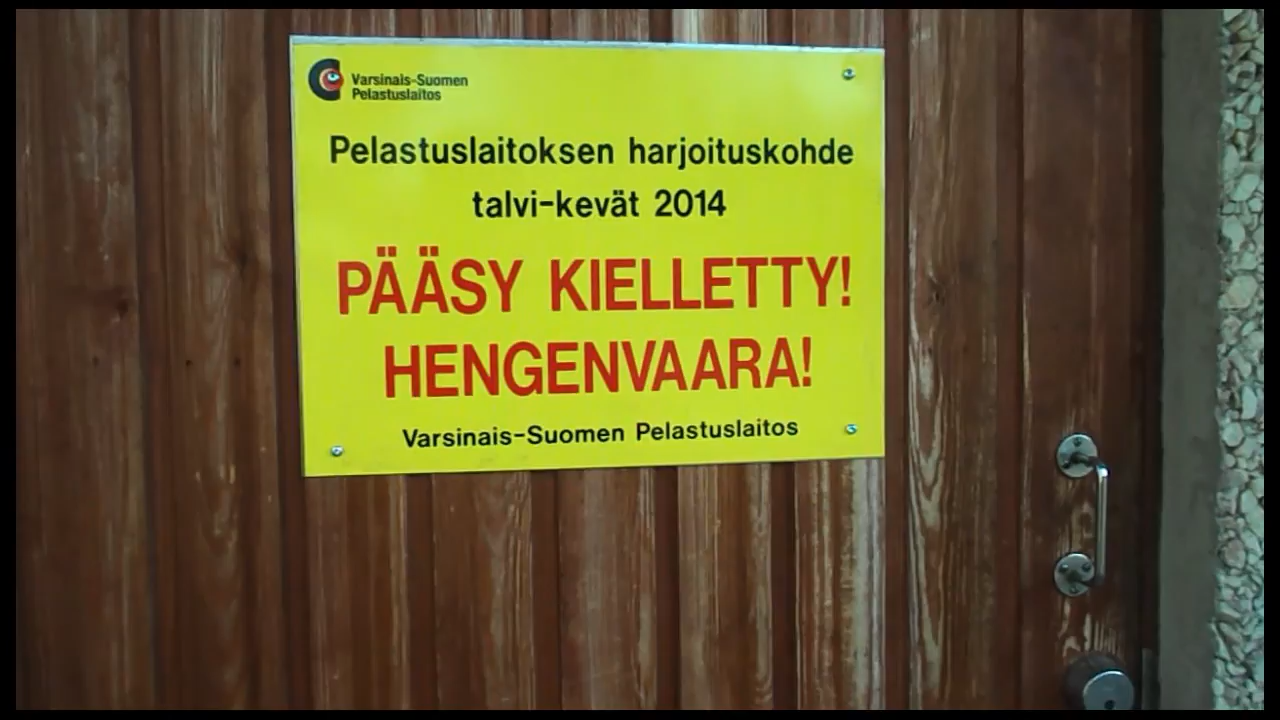 Varsinais-Suomen
Pelastuslaitos
Pelastuslaitoksen harjoituskohde
talvi-kevät 2014
PÄÄSY KIELLETTY!
HENGENVAARA!
Varsinais-Suomen Pelastuslaitos